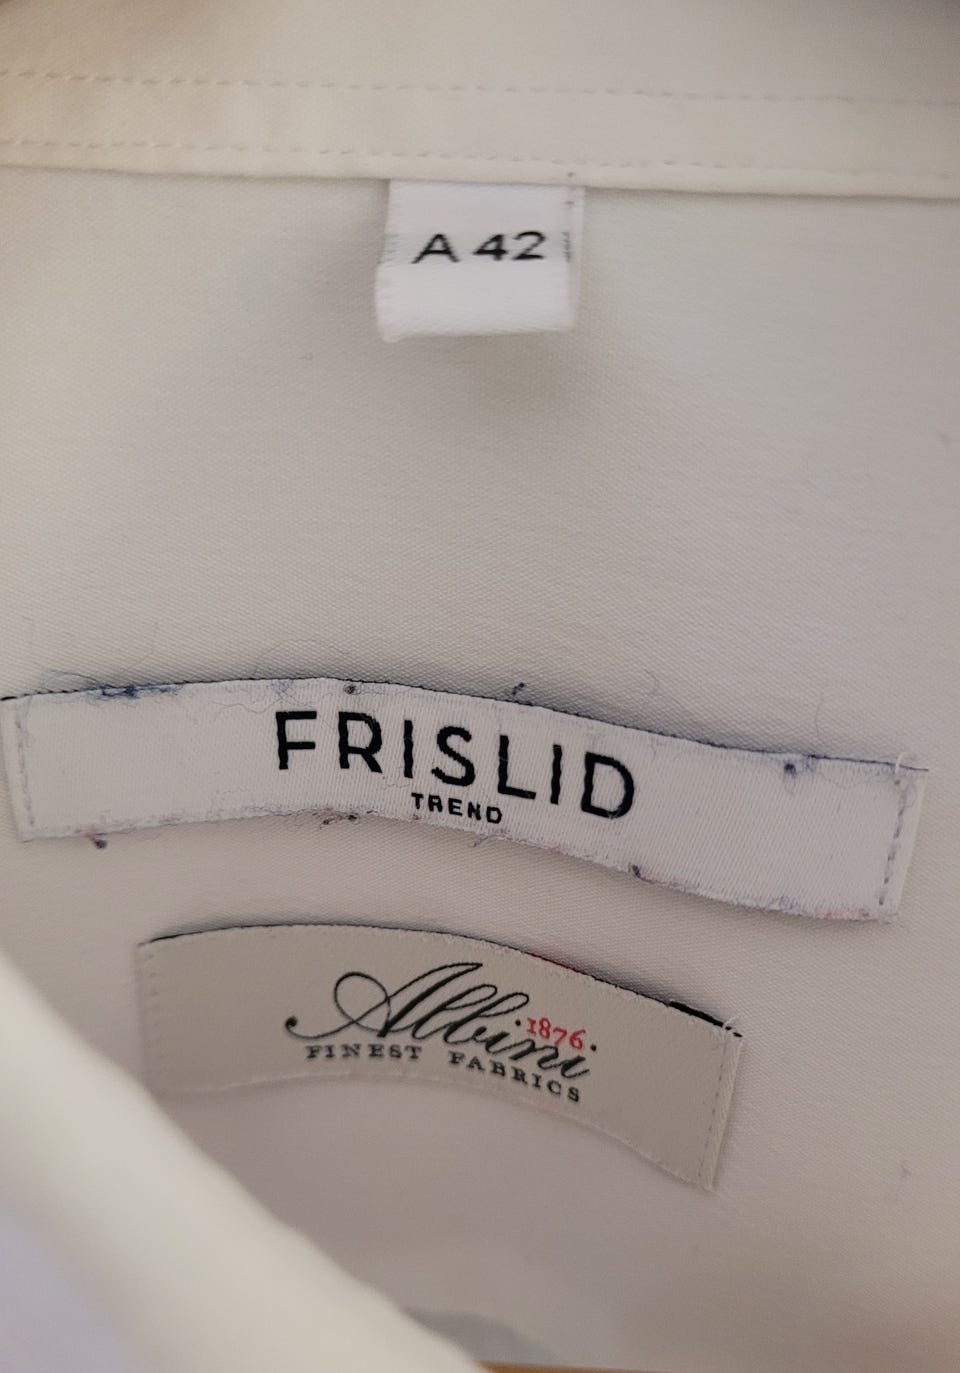 A 42
FRISLID
TREND
Albini
1876
FINEST FABRICS